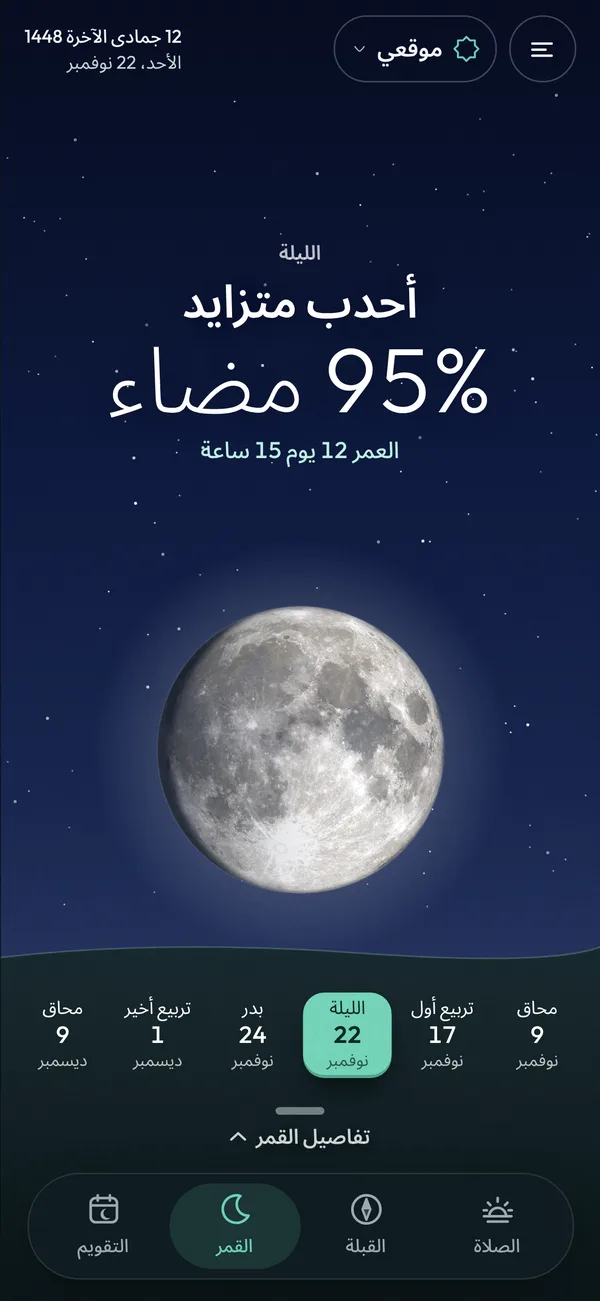 موقعي
12 جمادى الآخرة 1448
الأحد، 22 نوفمبر
الليلة
أحدب متزايد
95% مضاء
العمر 12 يوم 15 ساعة
محاق
9
نوفمبر
تربيع أول
17
نوفمبر
الليلة
22
نوفمبر
بدر
24
نوفمبر
تربيع أخير
1
ديسمبر
محاق
9
ديسمبر
تفاصيل القمر
الصلاة
القبلة
القمر
التقويم